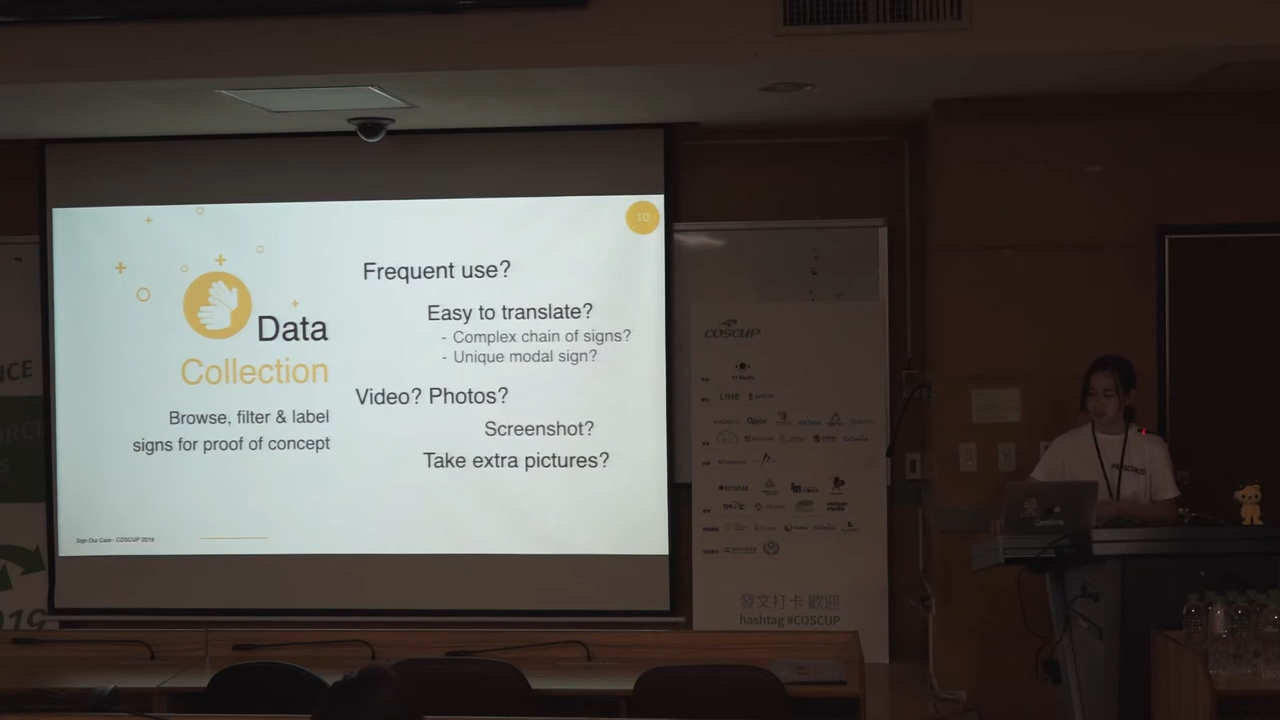 10
Frequent use?
Easy to translate?
- Complex chain of signs?
- Unique modal sign?
Data
Collection
Browse, filter & label
signs for proof of concept
Video? Photos?
Screenshot?
Take extra pictures?
Sign Our Care - COSCUP 2019
NCE
2019
COSCUP
LINE
發文打卡 歡迎
hashtag #COSCUP